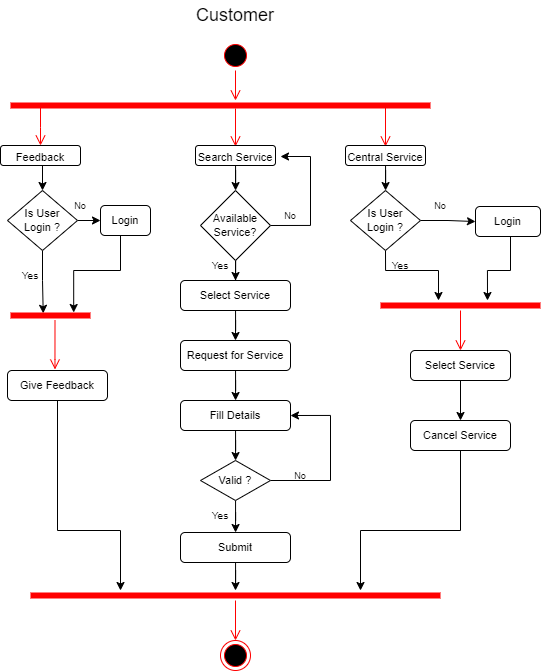 Customer
Feedback
Search Service
Central Service
Is User
Login ?
No
Login
Yes
Available
Service?
No
Yes
Is User
Login ?
No
Login
Yes
Select Service
Request for Service
Fill Details
Valid ?
No
Yes
Submit
Give Feedback
Select Service
Cancel Service